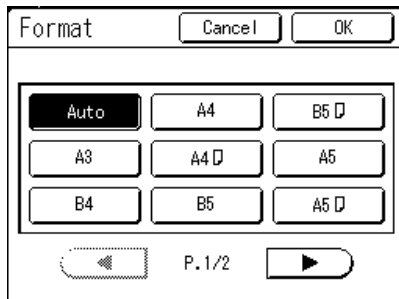 Format Cancel OK
Auto A4 B5
A3 A4 A5
B4 B5 A5
P.1/2